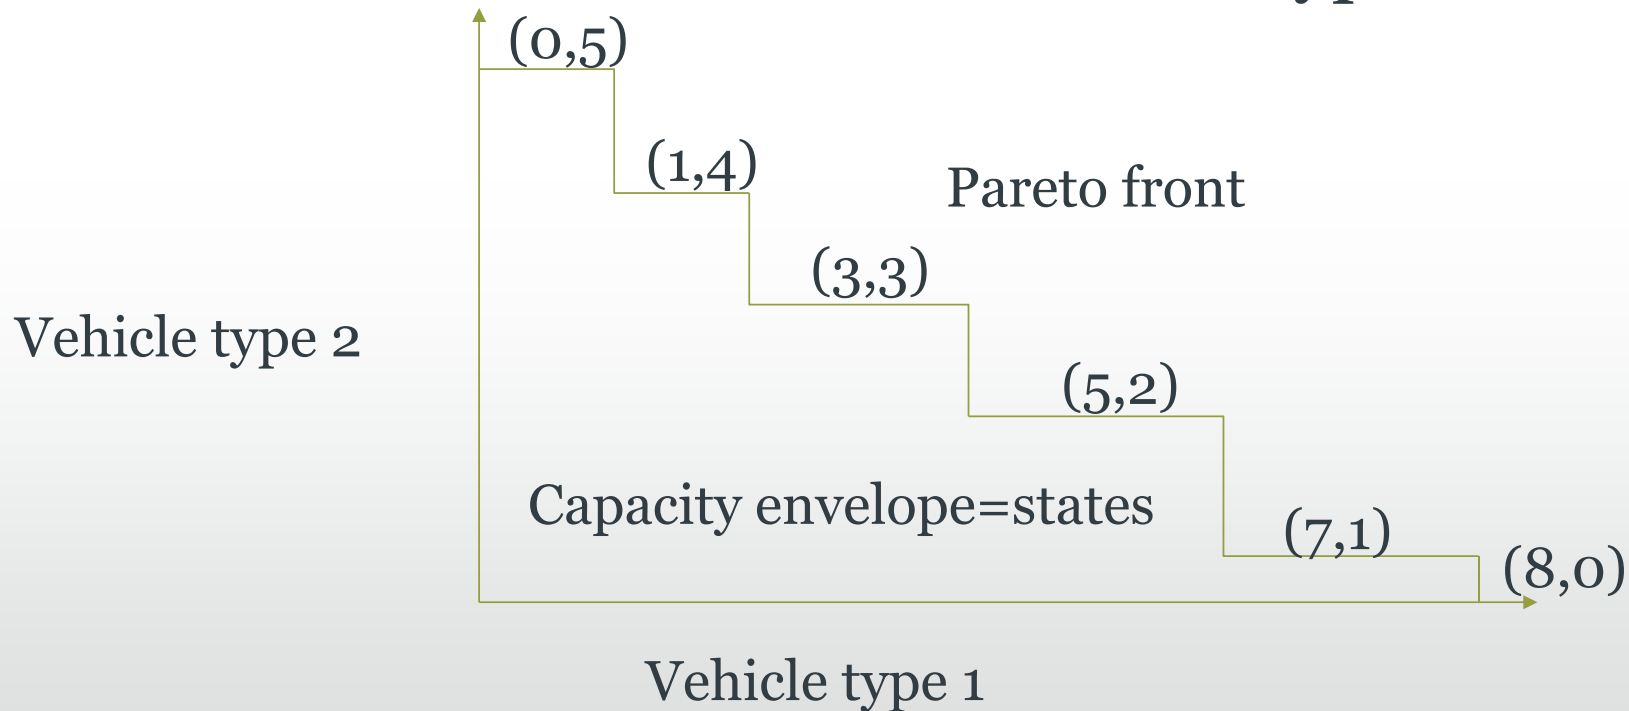 (0,5)
(1,4)
Pareto front
(3,3)
Vehicle type 2
(5,2)
Capacity envelope=states
(7,1)
(8,0)
Vehicle type 1